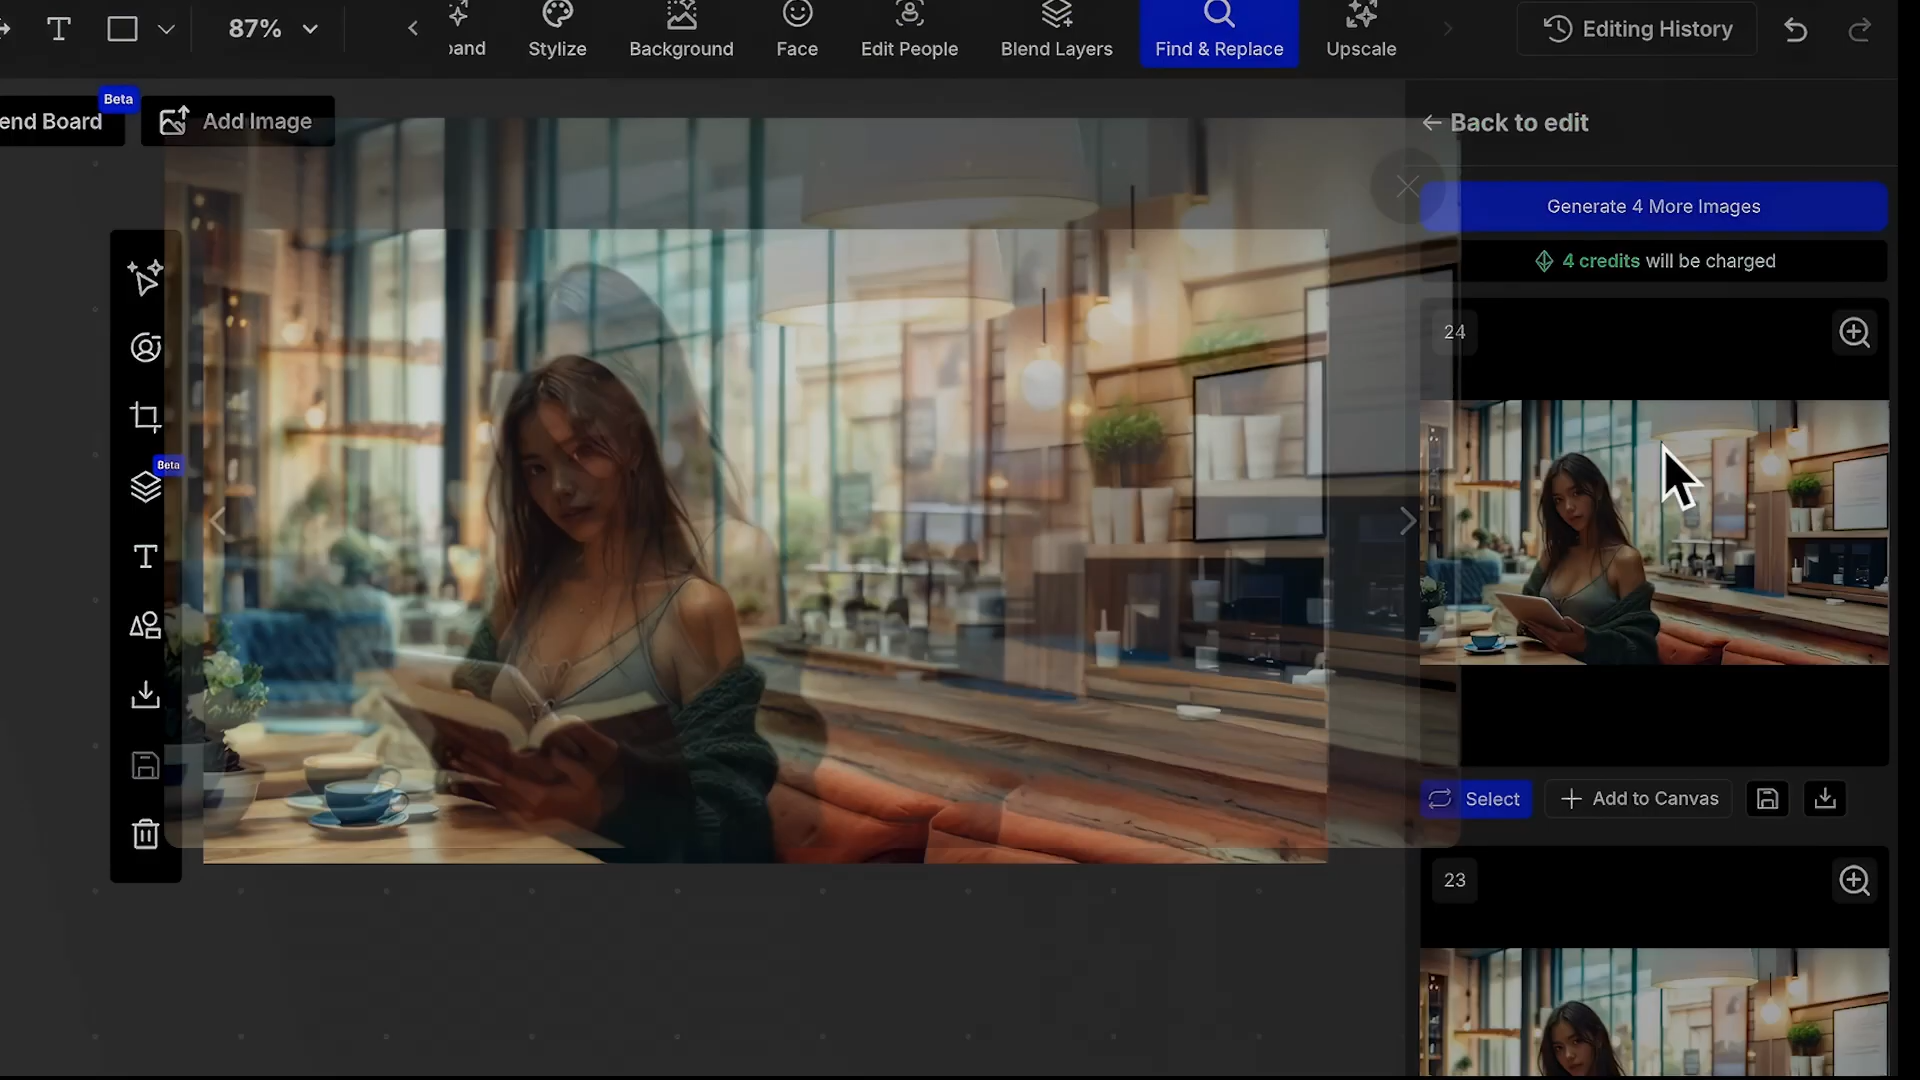 T
87%
band
Stylize
Background
Face
Edit People
Blend Layers
Find & Replace
Upscale
Editing History
end Board
Beta
Add Image
Back to edit
Generate 4 More Images
4 credits will be charged
24
Beta
T
Select
Add to Canvas
23